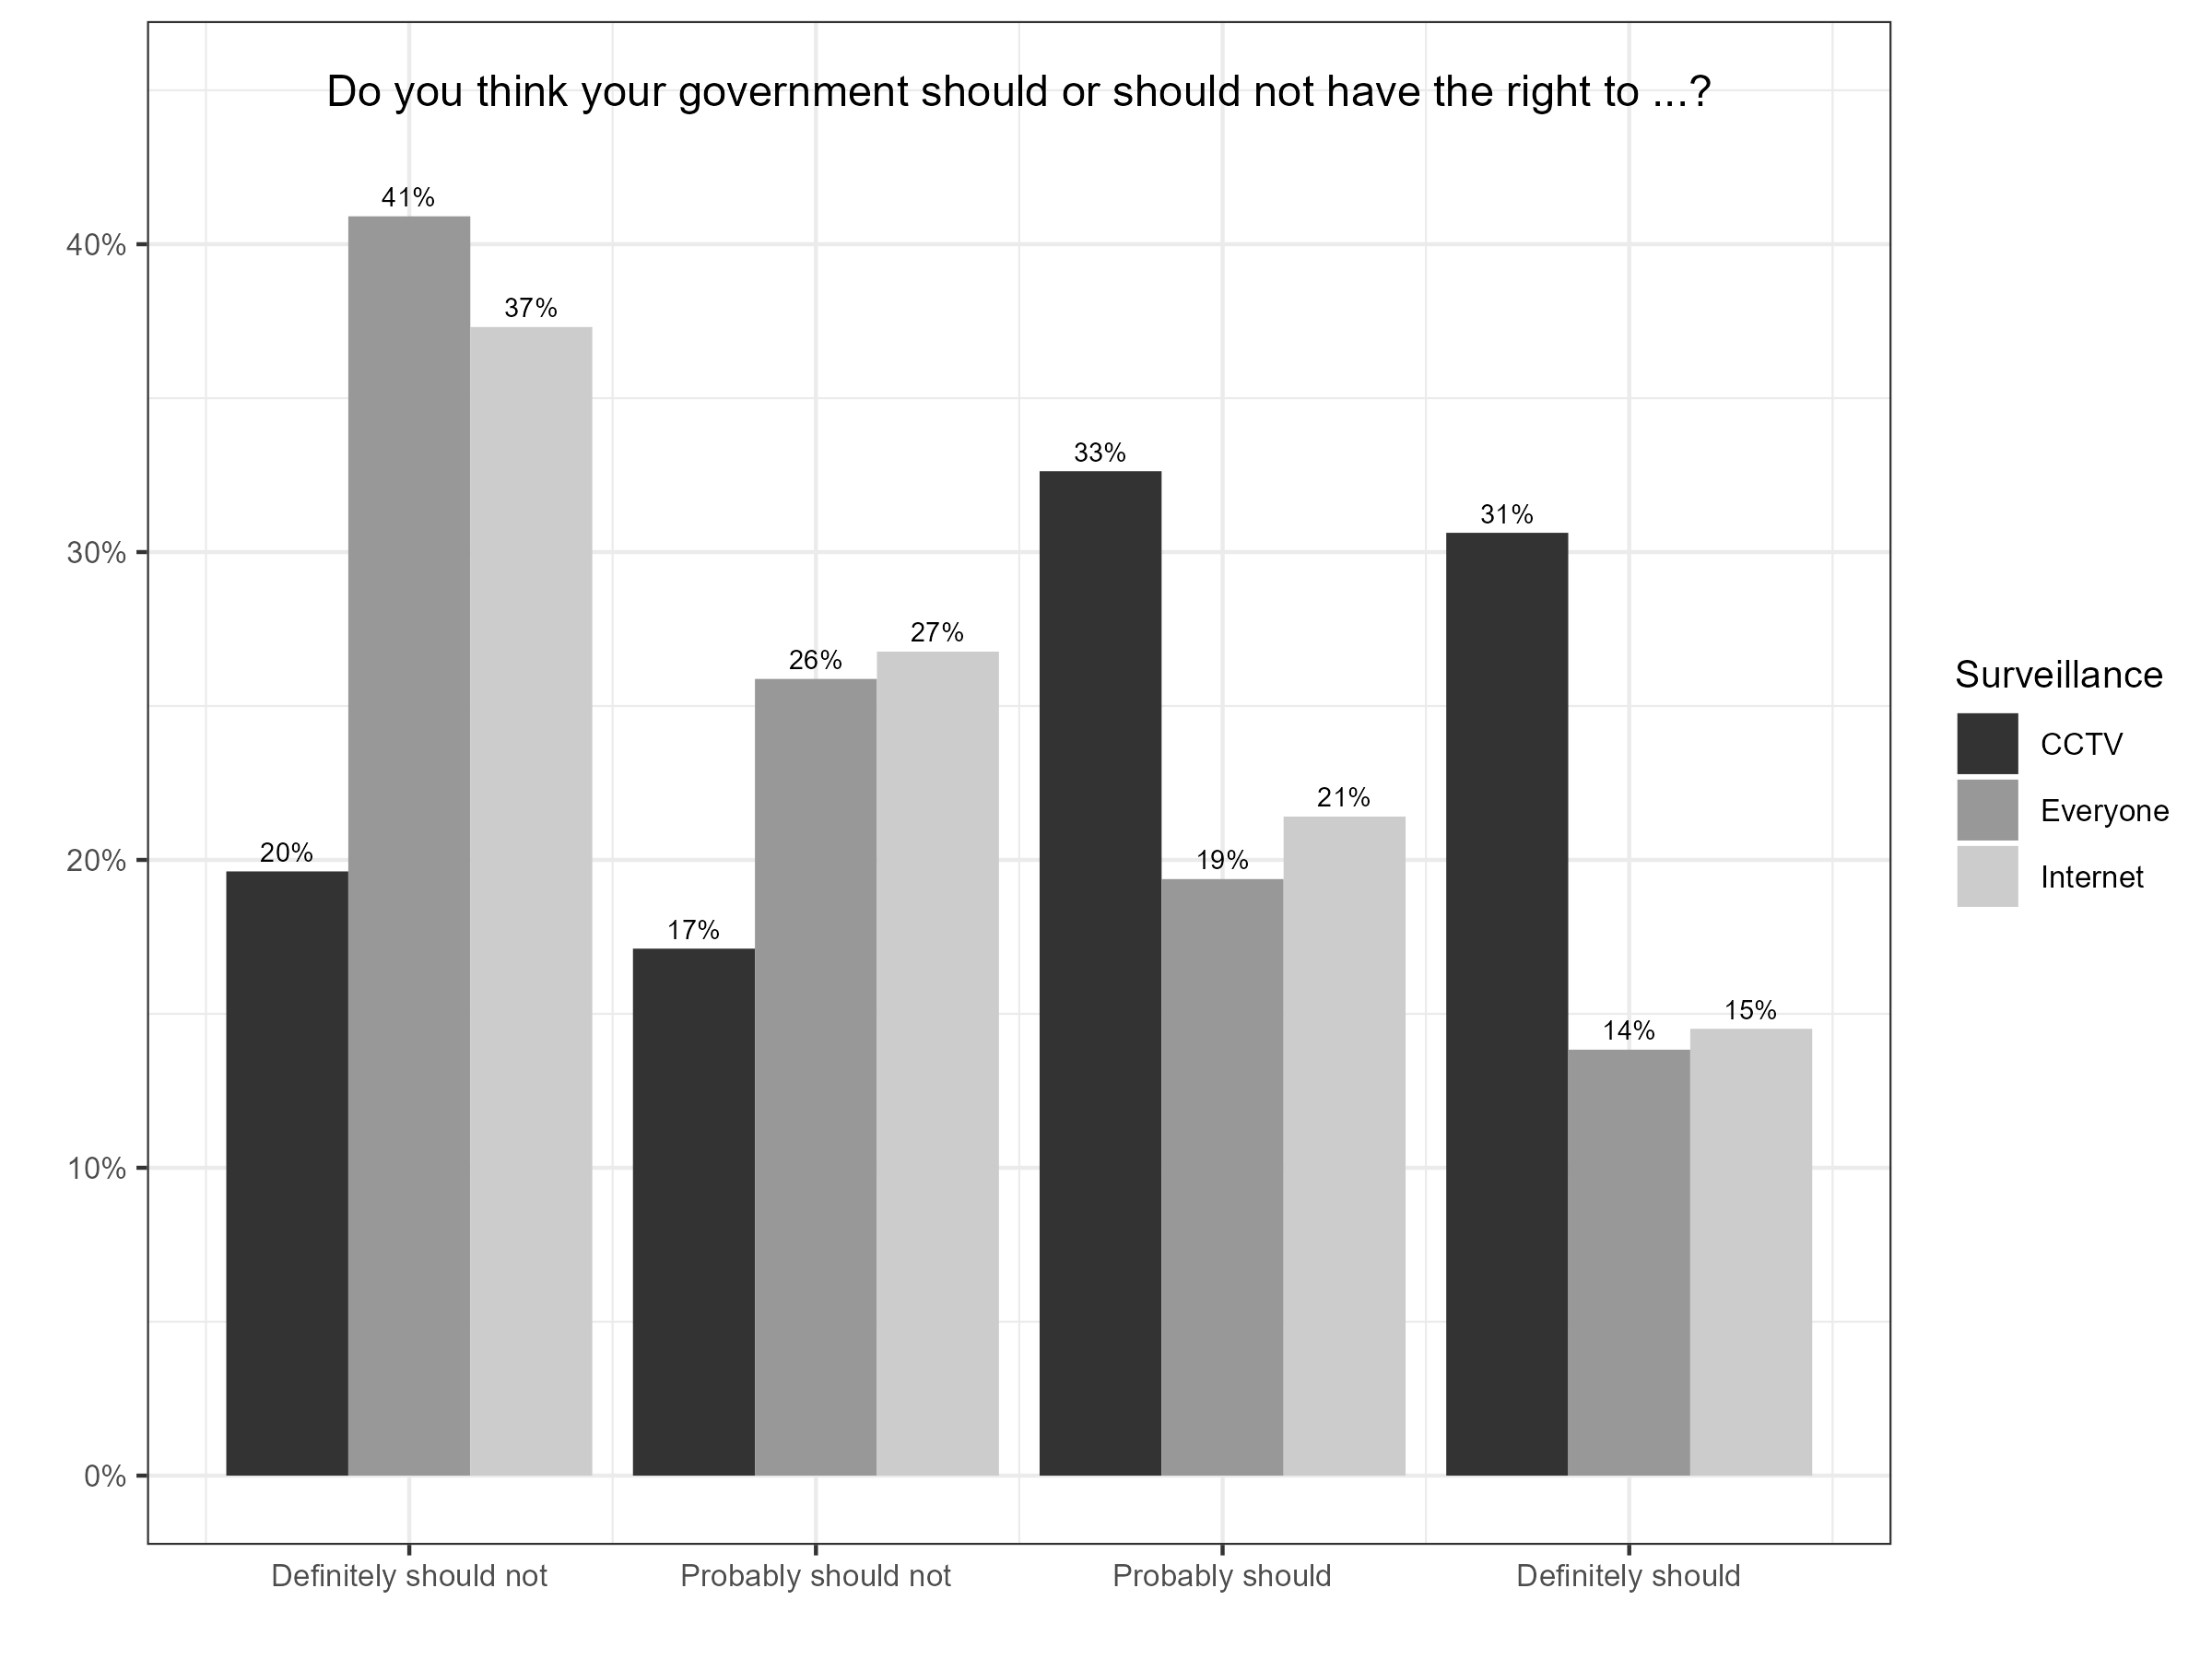 Do you think your government should or should not have the right to ...?
41%
40%
37%
33%
31%
30%
27%
26%
Surveillance
CCTV
Everyone
Internet
21%
20%
20%
19%
17%
15%
14%
10%
0%
Definitely should not
Probably should not
Probably should
Definitely should